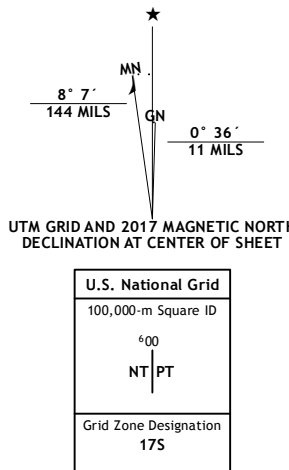 ★
MN
8° 7´
144 MILS
GN
0° 36´
11 MILS
UTM GRID AND 2017 MAGNETIC NORTH
DECLINATION AT CENTER OF SHEET
U.S. National Grid
100,000-m Square ID
⁶00
NT PT
Grid Zone Designation
17S